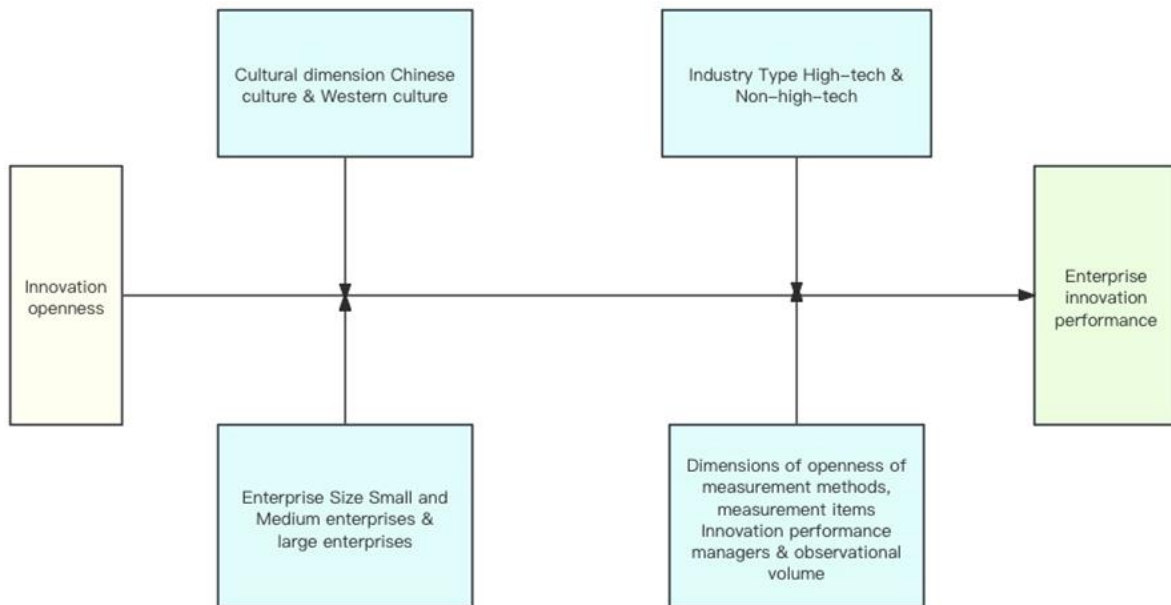 Cultural dimension Chinese
culture & Western culture
Industry Type High-tech &
Non-high-tech
Innovation
openness
Enterprise
innovation
performance
Enterprise Size Small and
Medium enterprises &
large enterprises
Dimensions of openness of
measurement methods,
measurement items
Innovation performance
managers & observational
volume